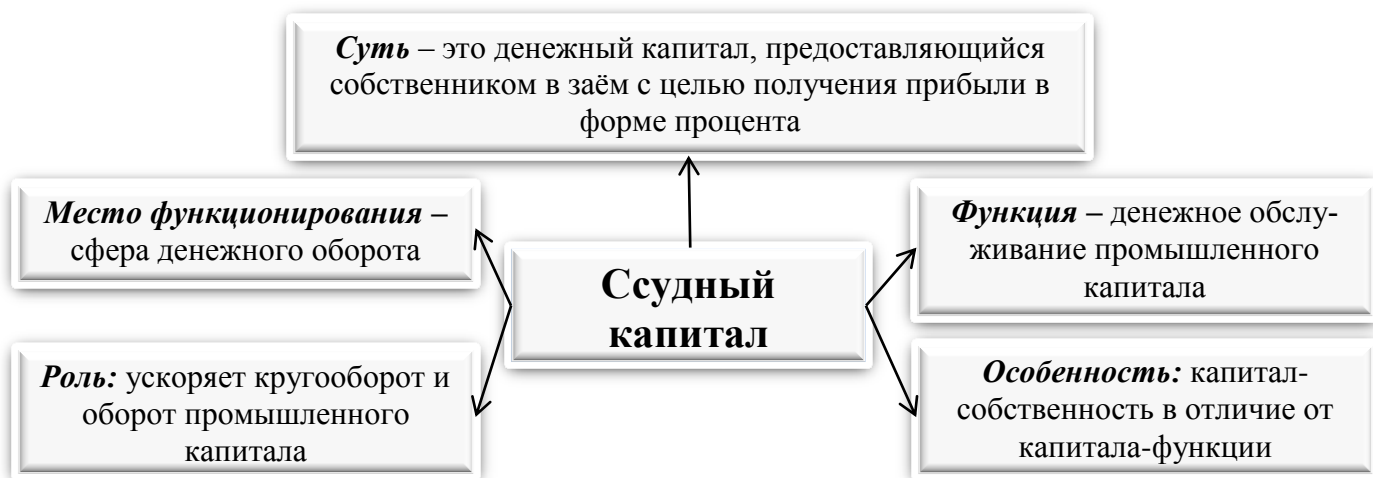 Суть – это денежный капитал, предоставляющийся
собственником в заём с целью получения прибыли в
форме процента
Место функционирования –
сфера денежного оборота
Функция – денежное обслу-
живание промышленного
капитала
Ссудный
капитал
Роль: ускоряет кругооборот и
оборот промышленного
капитала
Особенность: капитал-
собственность в отличие от
капитала-функции